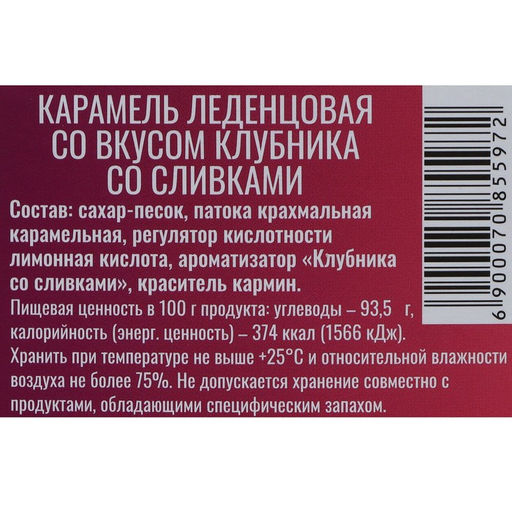 КАРАМЕЛЬ ЛЕДЕНЦОВАЯ
СО ВКУСОМ КЛУБНИКА
СО СЛИВКАМИ
Состав: сахар-песок, патока крахмальная
карамельная, регулятор кислотности
лимонная кислота, ароматизатор «Клубника
со сливками», краситель кармин.
Пищевая ценность в 100 г продукта: углеводы – 93,5 г,
калорийность (энерг. ценность) – 374 ккал (1566 кДж).
Хранить при температуре не выше +25°С и относительной влажности
воздуха не более 75%. Не допускается хранение совместно с
продуктами, обладающими специфическим запахом.
6900070855972